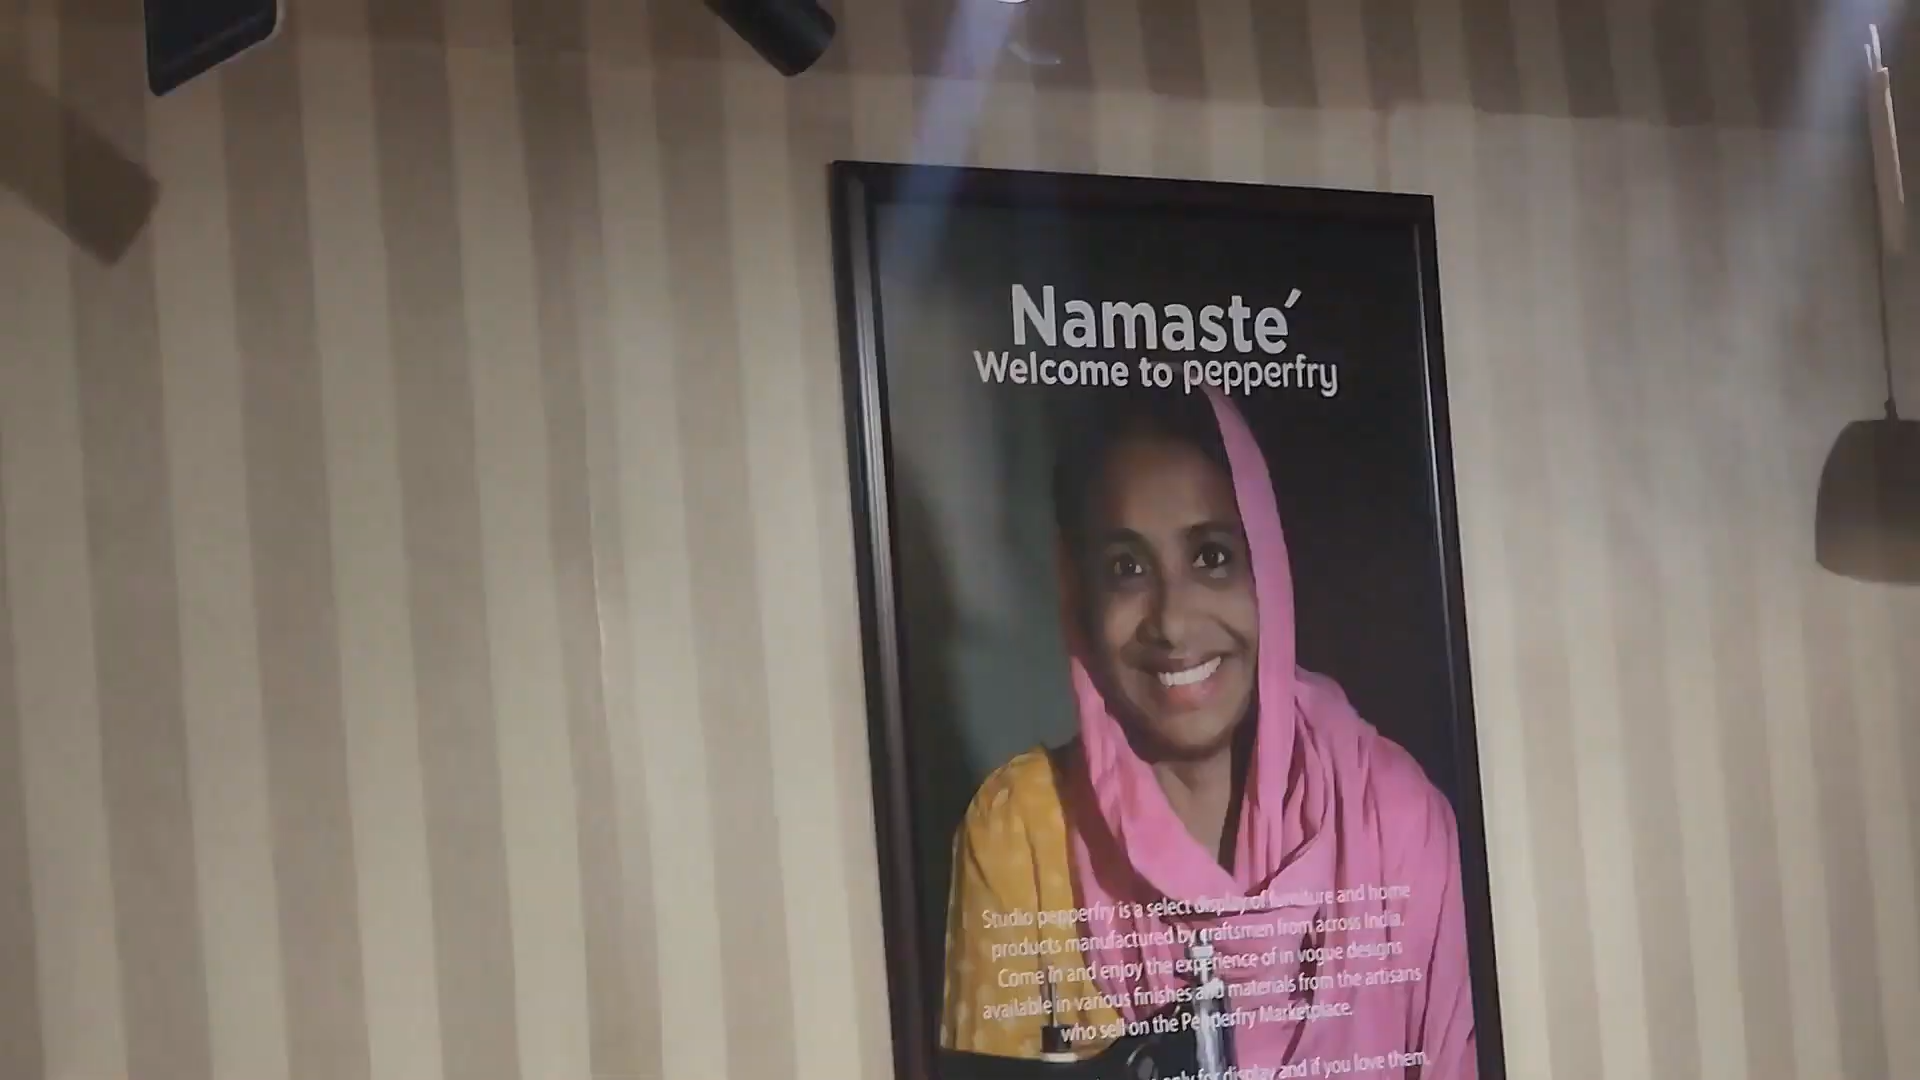 Namasté
Welcome to pepperfry
Studio pepperfry is a select display of furniture and home
products manufactured by craftsmen from across India.
Come in and enjoy the experience of in vogue designs
available in various finishes and materials from the artisans
who sell on the Pepperfry Marketplace.
only for display and if you love them,